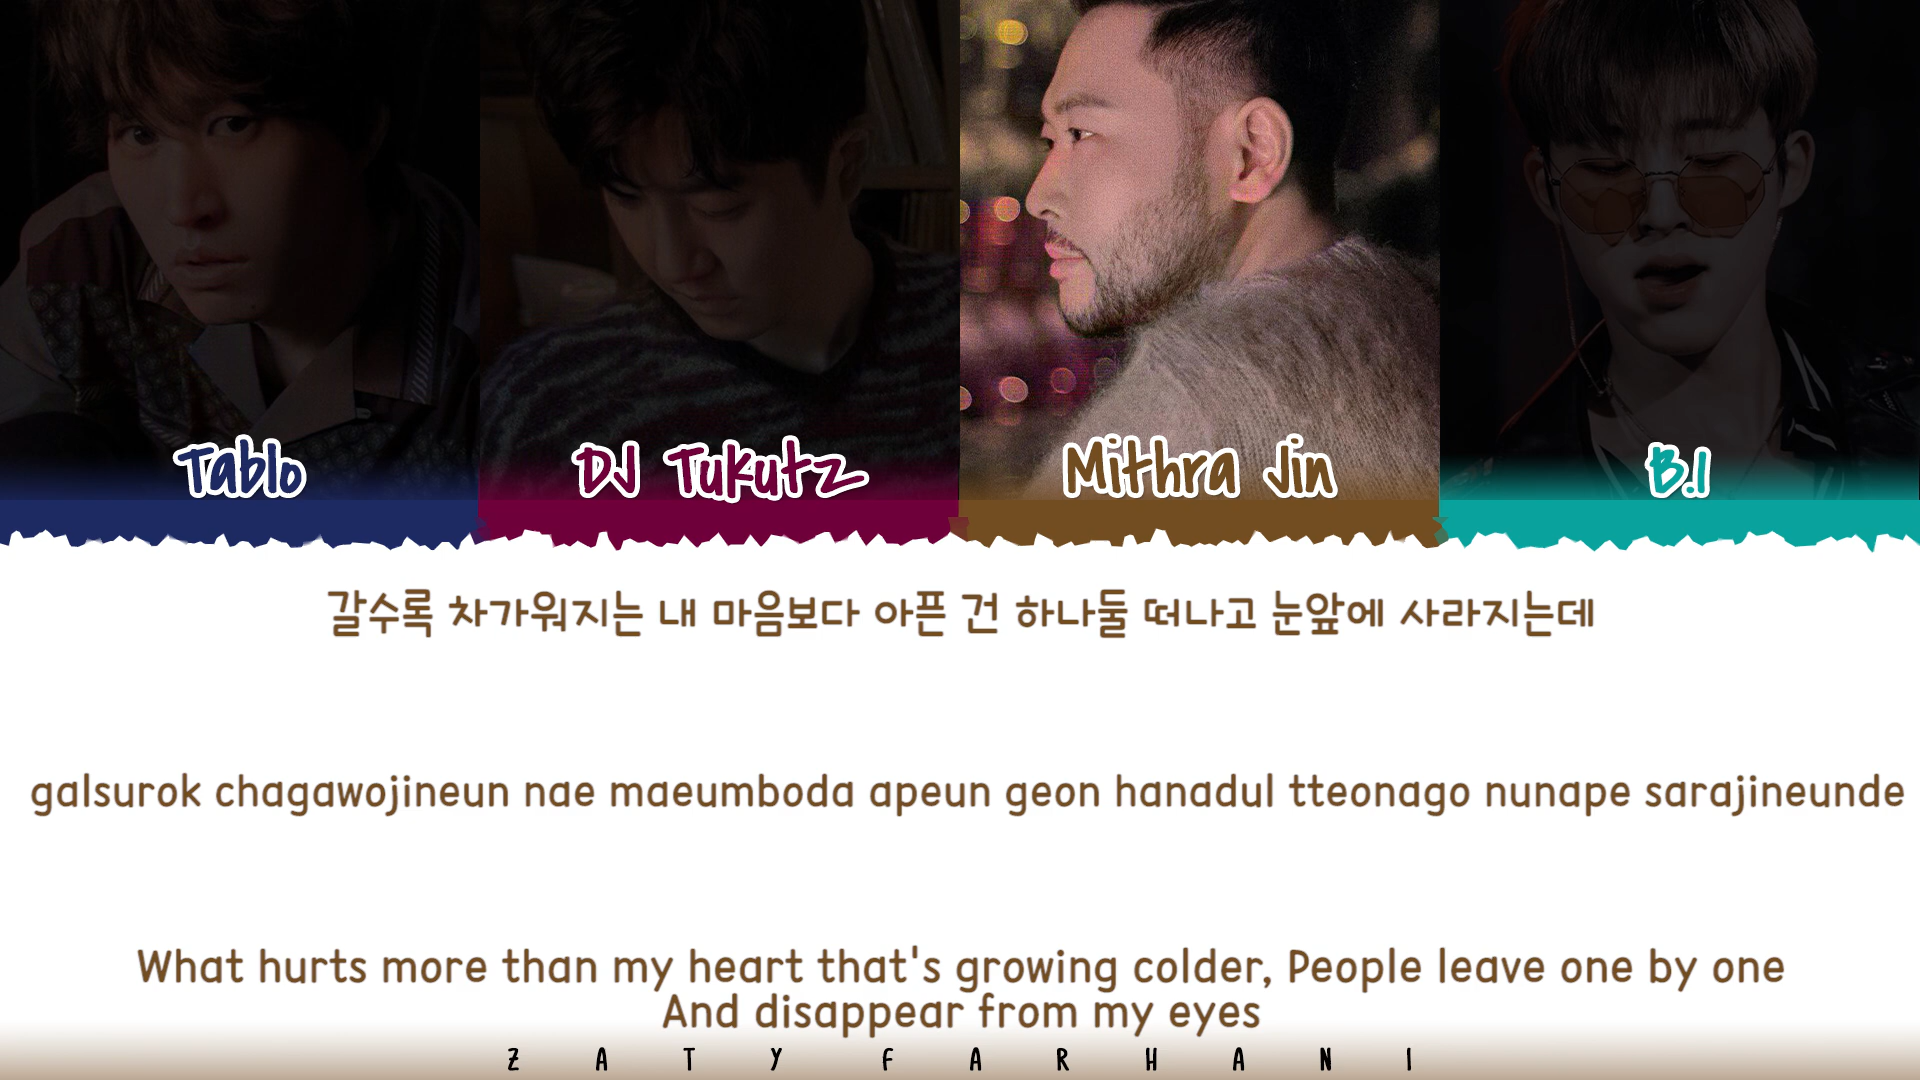 Tablo
DJ Tukutz
Mithra Jin
B.I
갈수록 차가워지는 내 마음보다 아픈 건 하나둘 떠나고 눈앞에 사라지는데
galsurok chagawojineun nae maeumboda apeun geon hanadul tteonago nunape sarajineunde
What hurts more than my heart that's growing colder, People leave one by one
And disappear from my eyes
ZATY FARHANI